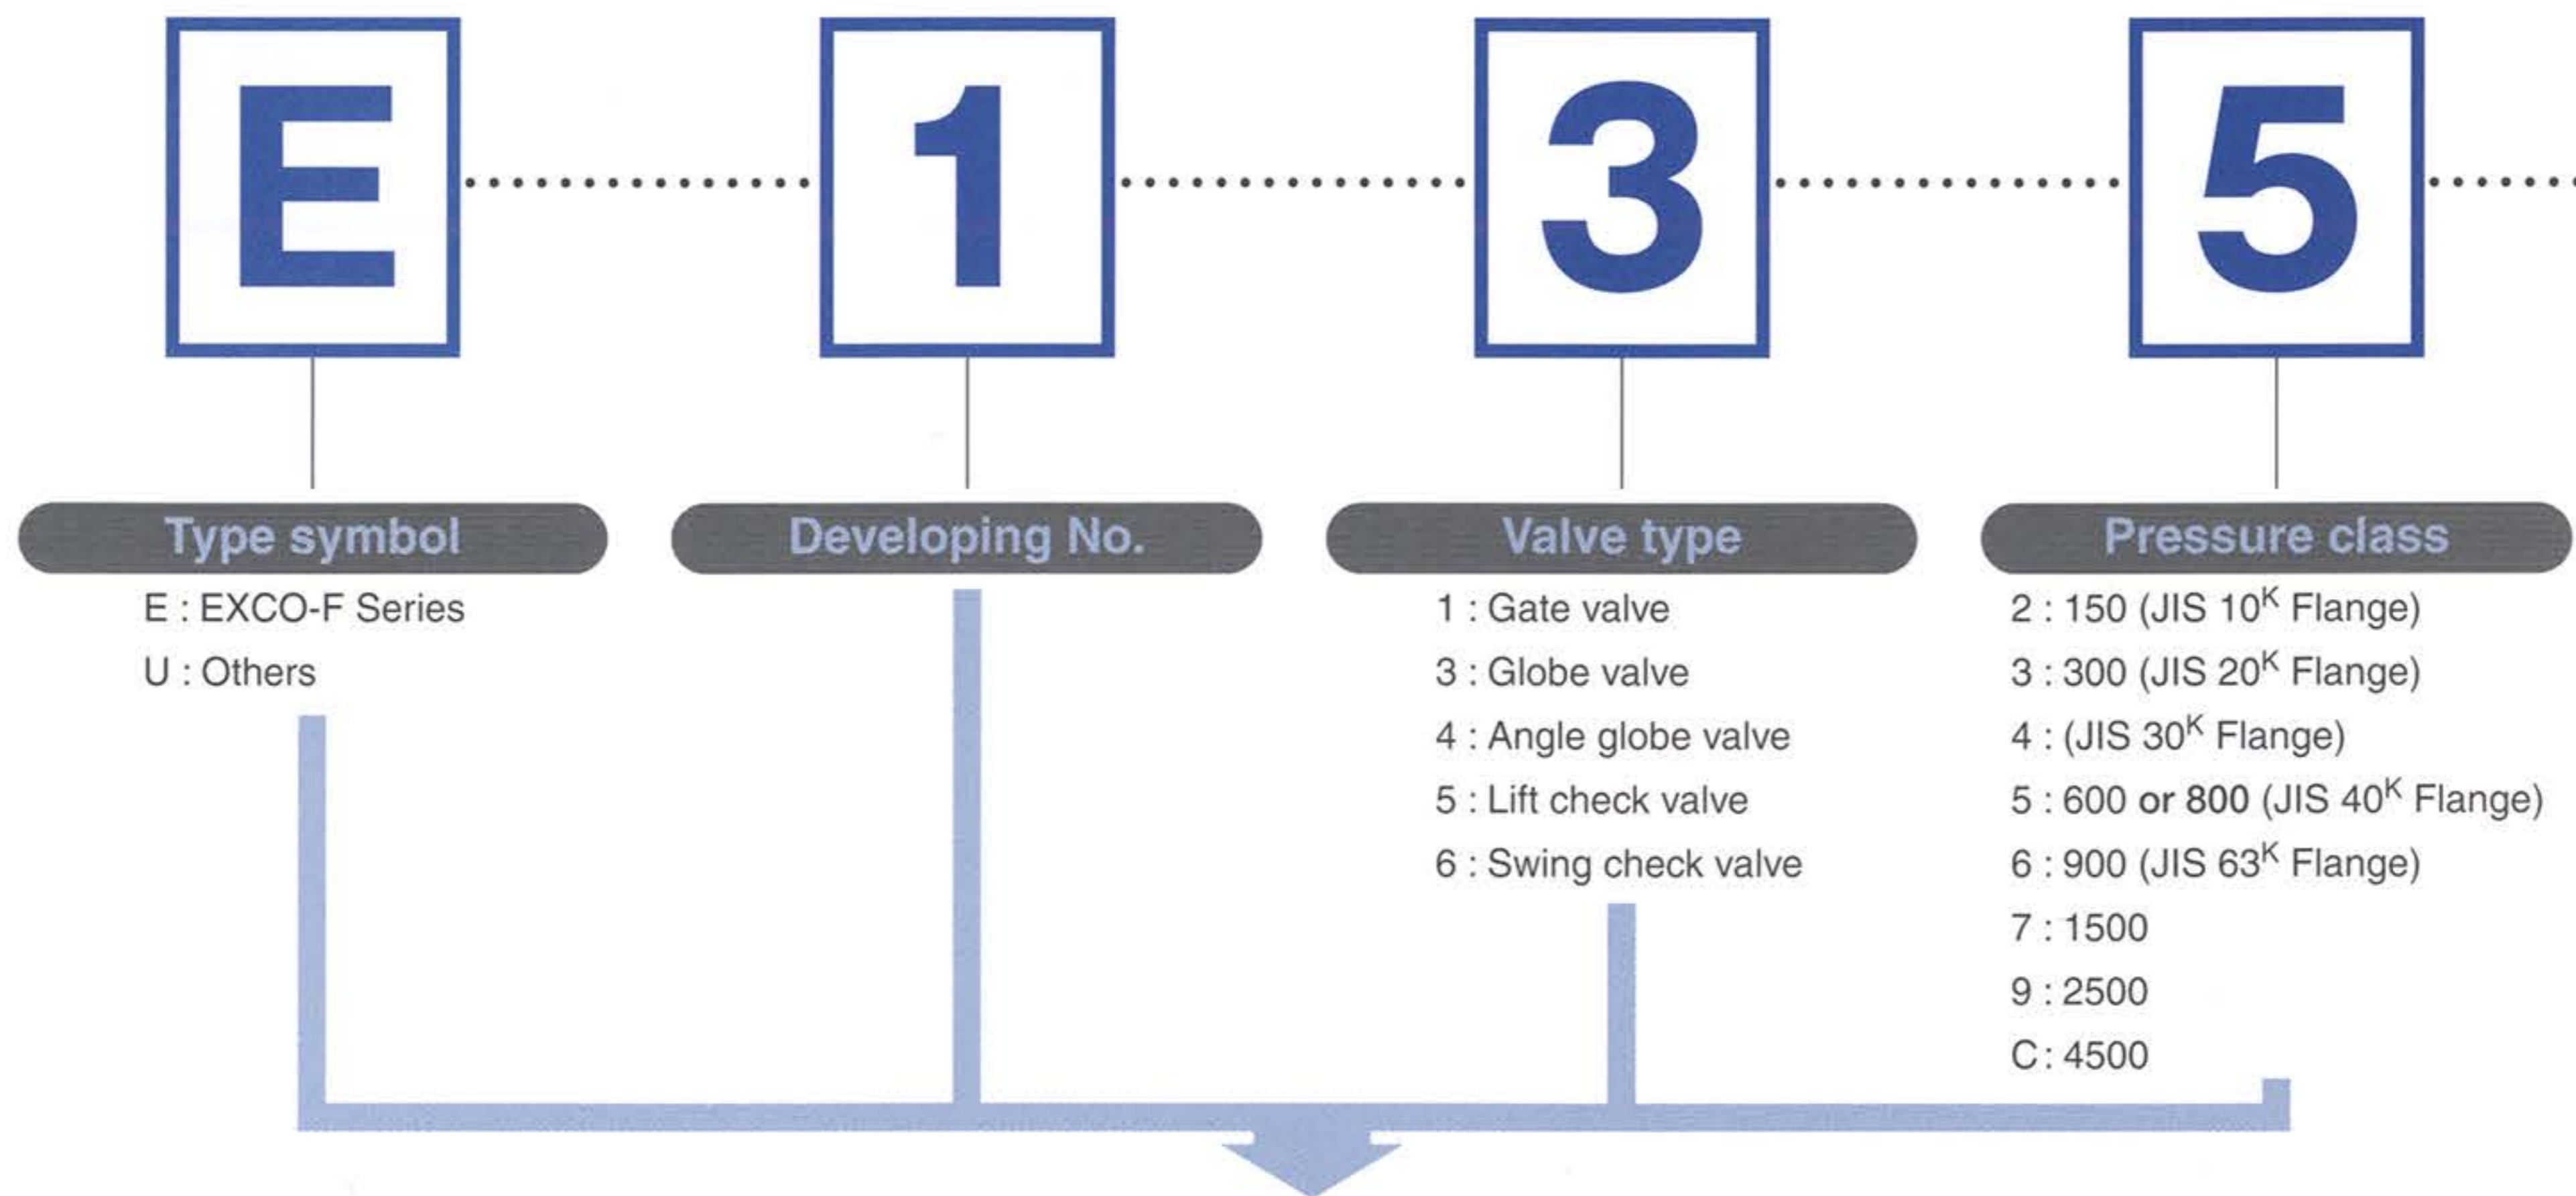 E 1 3 5
Type symbol
E : EXCO-F Series
U : Others
Developing No.
Valve type
1 : Gate valve
3 : Globe valve
4 : Angle globe valve
5 : Lift check valve
6 : Swing check valve
Pressure class
2 : 150 (JIS 10ᴷ Flange)
3 : 300 (JIS 20ᴷ Flange)
4 : (JIS 30ᴷ Flange)
5 : 600 or 800 (JIS 40ᴷ Flange)
6 : 900 (JIS 63ᴷ Flange)
7 : 1500
9 : 2500
C : 4500